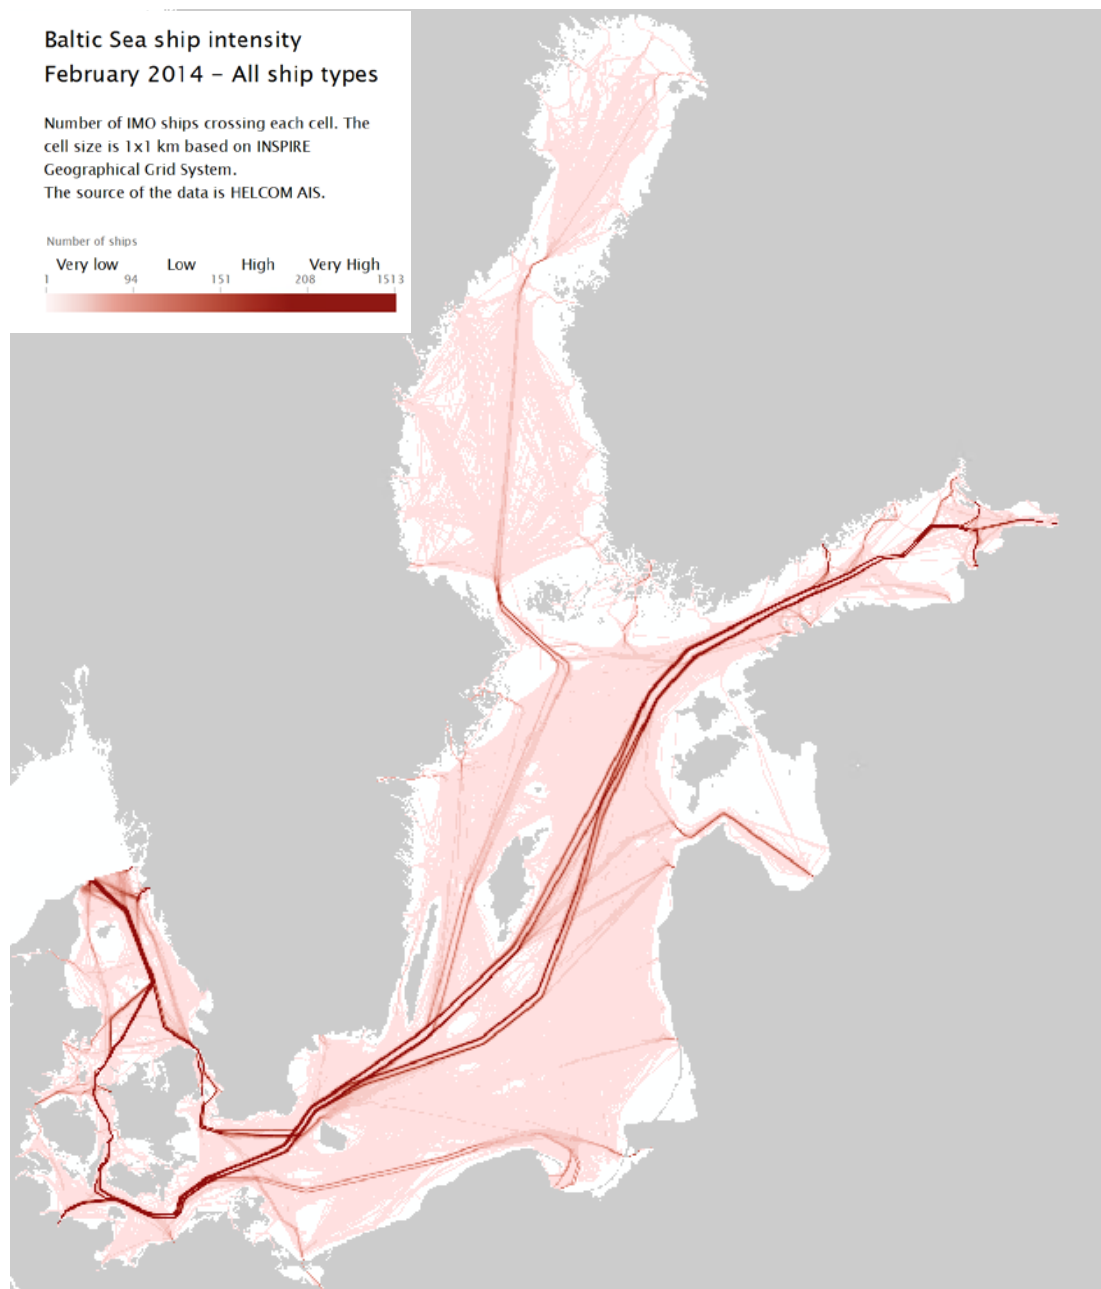 Baltic Sea ship intensity
February 2014 – All ship types
Number of IMO ships crossing each cell. The
cell size is 1x1 km based on INSPIRE
Geographical Grid System.
The source of the data is HELCOM AIS.
Number of ships
Very low Low High Very High
1 94 151 208 1513